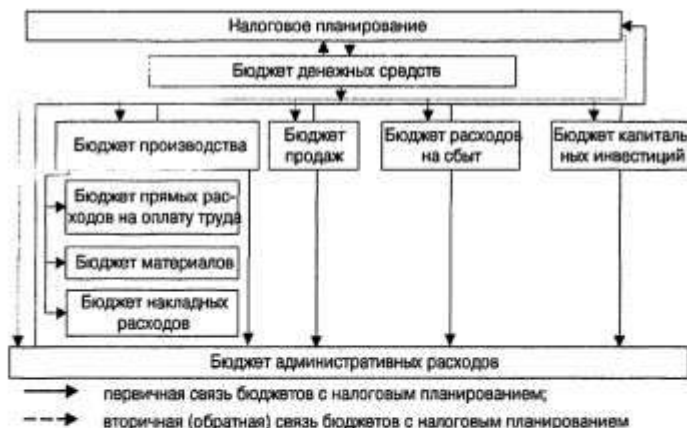 Налоговое планирование
Бюджет денежных средств
Бюджет производства
Бюджет
продаж
Бюджет расходов
на сбыт
Бюджет капиталь-
ных инвестиций
Бюджет прямых рас-
ходов на оплату труда
Бюджет материалов
Бюджет накладных
расходов
Бюджет административных расходов
первичная связь бюджетов с налоговым планированием;
вторичная (обратная) связь бюджетов с налоговым планированием